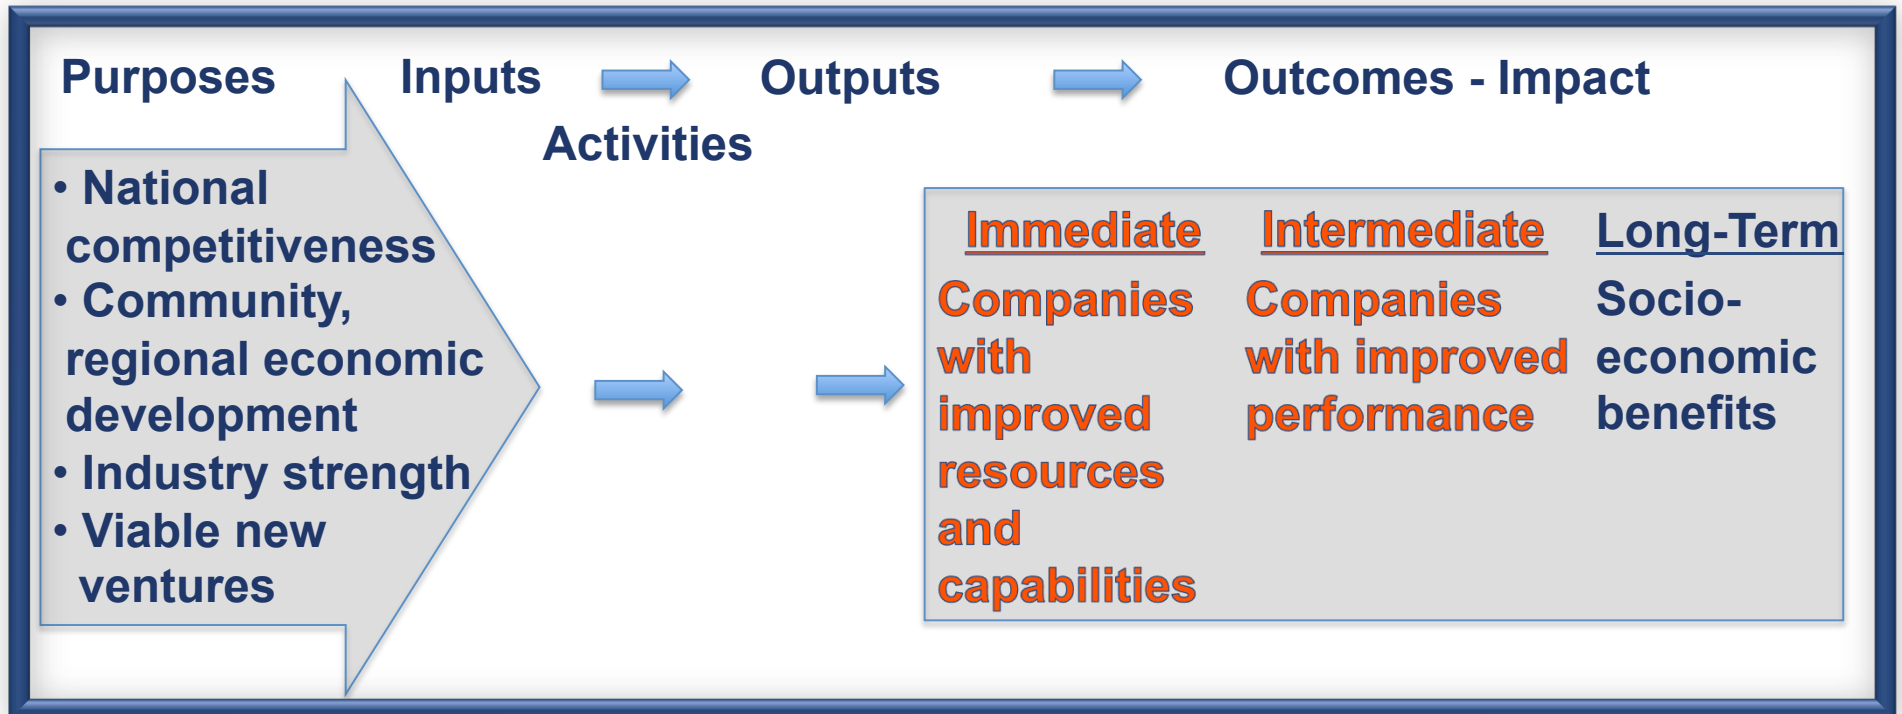 Purposes Inputs Outputs Outcomes - Impact
Activities
• National
competitiveness
• Community,
regional economic
development
• Industry strength
• Viable new
ventures
Immediate
Companies
with
improved
resources
and
capabilities
Intermediate
Companies
with improved
performance
Long-Term
Socio-
economic
benefits